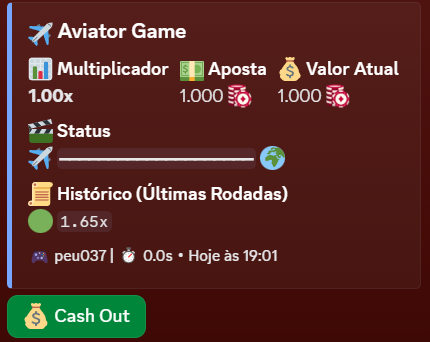 Aviator Game
Multiplicador Aposta Valor Atual
1.00x 1.000 1.000
Status
Histórico (Últimas Rodadas)
1.65x
peu037 | 0.0s • Hoje às 19:01
Cash Out